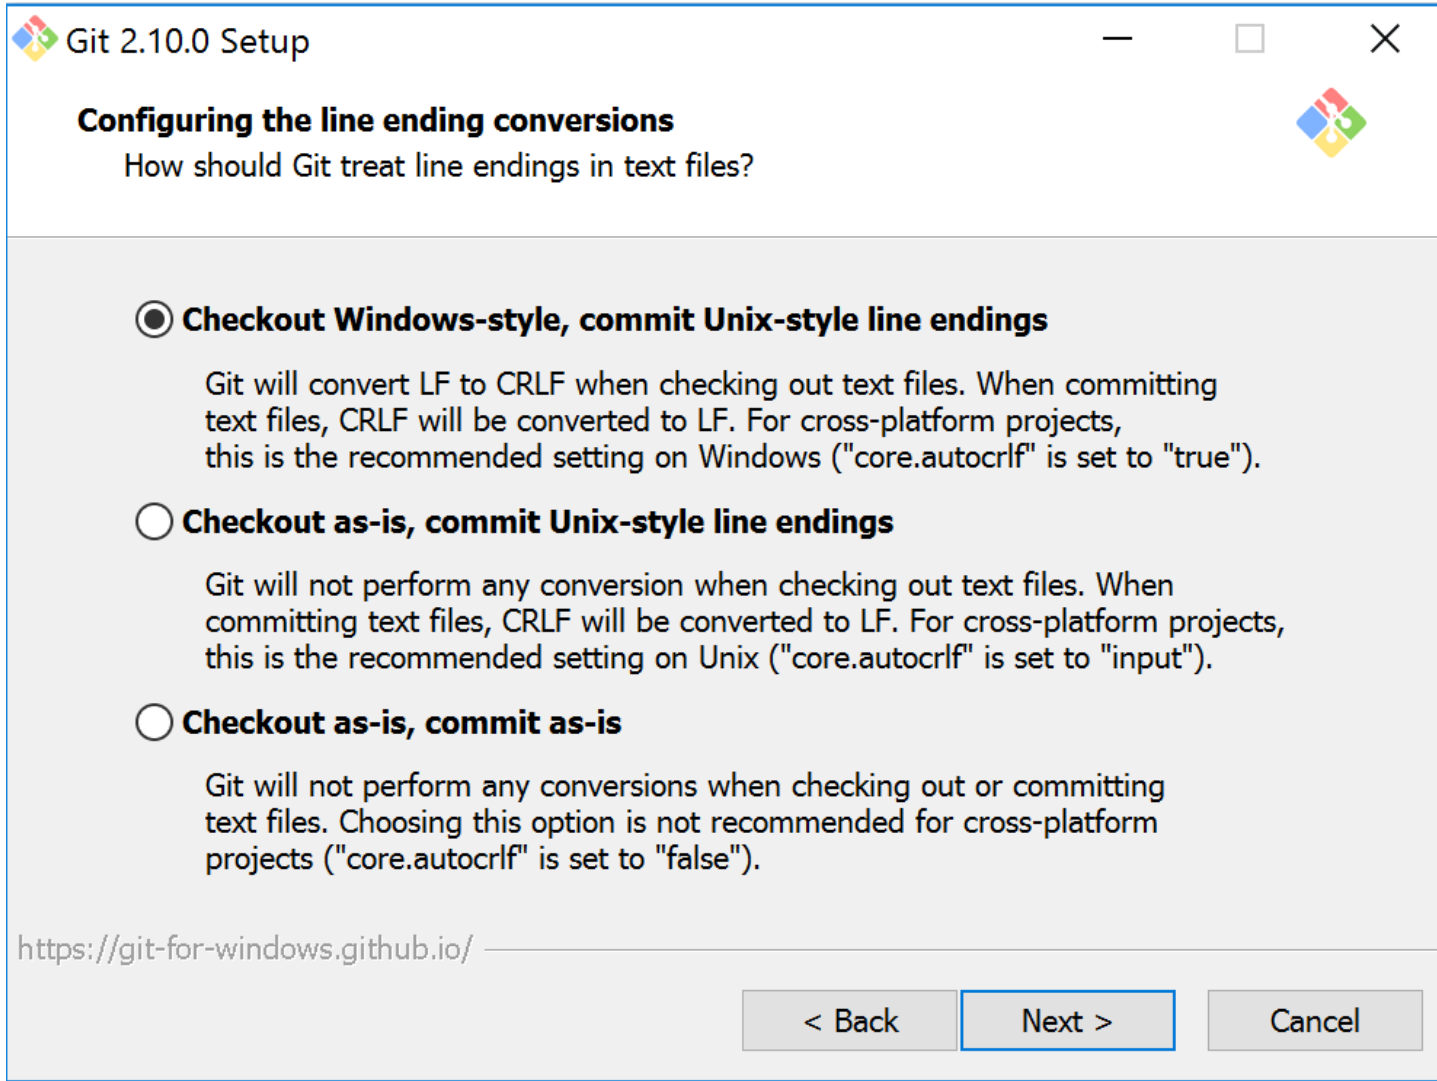 Git 2.10.0 Setup
Configuring the line ending conversions
How should Git treat line endings in text files?
Checkout Windows-style, commit Unix-style line endings
Git will convert LF to CRLF when checking out text files. When committing
text files, CRLF will be converted to LF. For cross-platform projects,
this is the recommended setting on Windows ("core.autocrlf" is set to "true").
Checkout as-is, commit Unix-style line endings
Git will not perform any conversion when checking out text files. When
committing text files, CRLF will be converted to LF. For cross-platform projects,
this is the recommended setting on Unix ("core.autocrlf" is set to "input").
Checkout as-is, commit as-is
Git will not perform any conversions when checking out or committing
text files. Choosing this option is not recommended for cross-platform
projects ("core.autocrlf" is set to "false").
https://git-for-windows.github.io/
< Back
Next >
Cancel